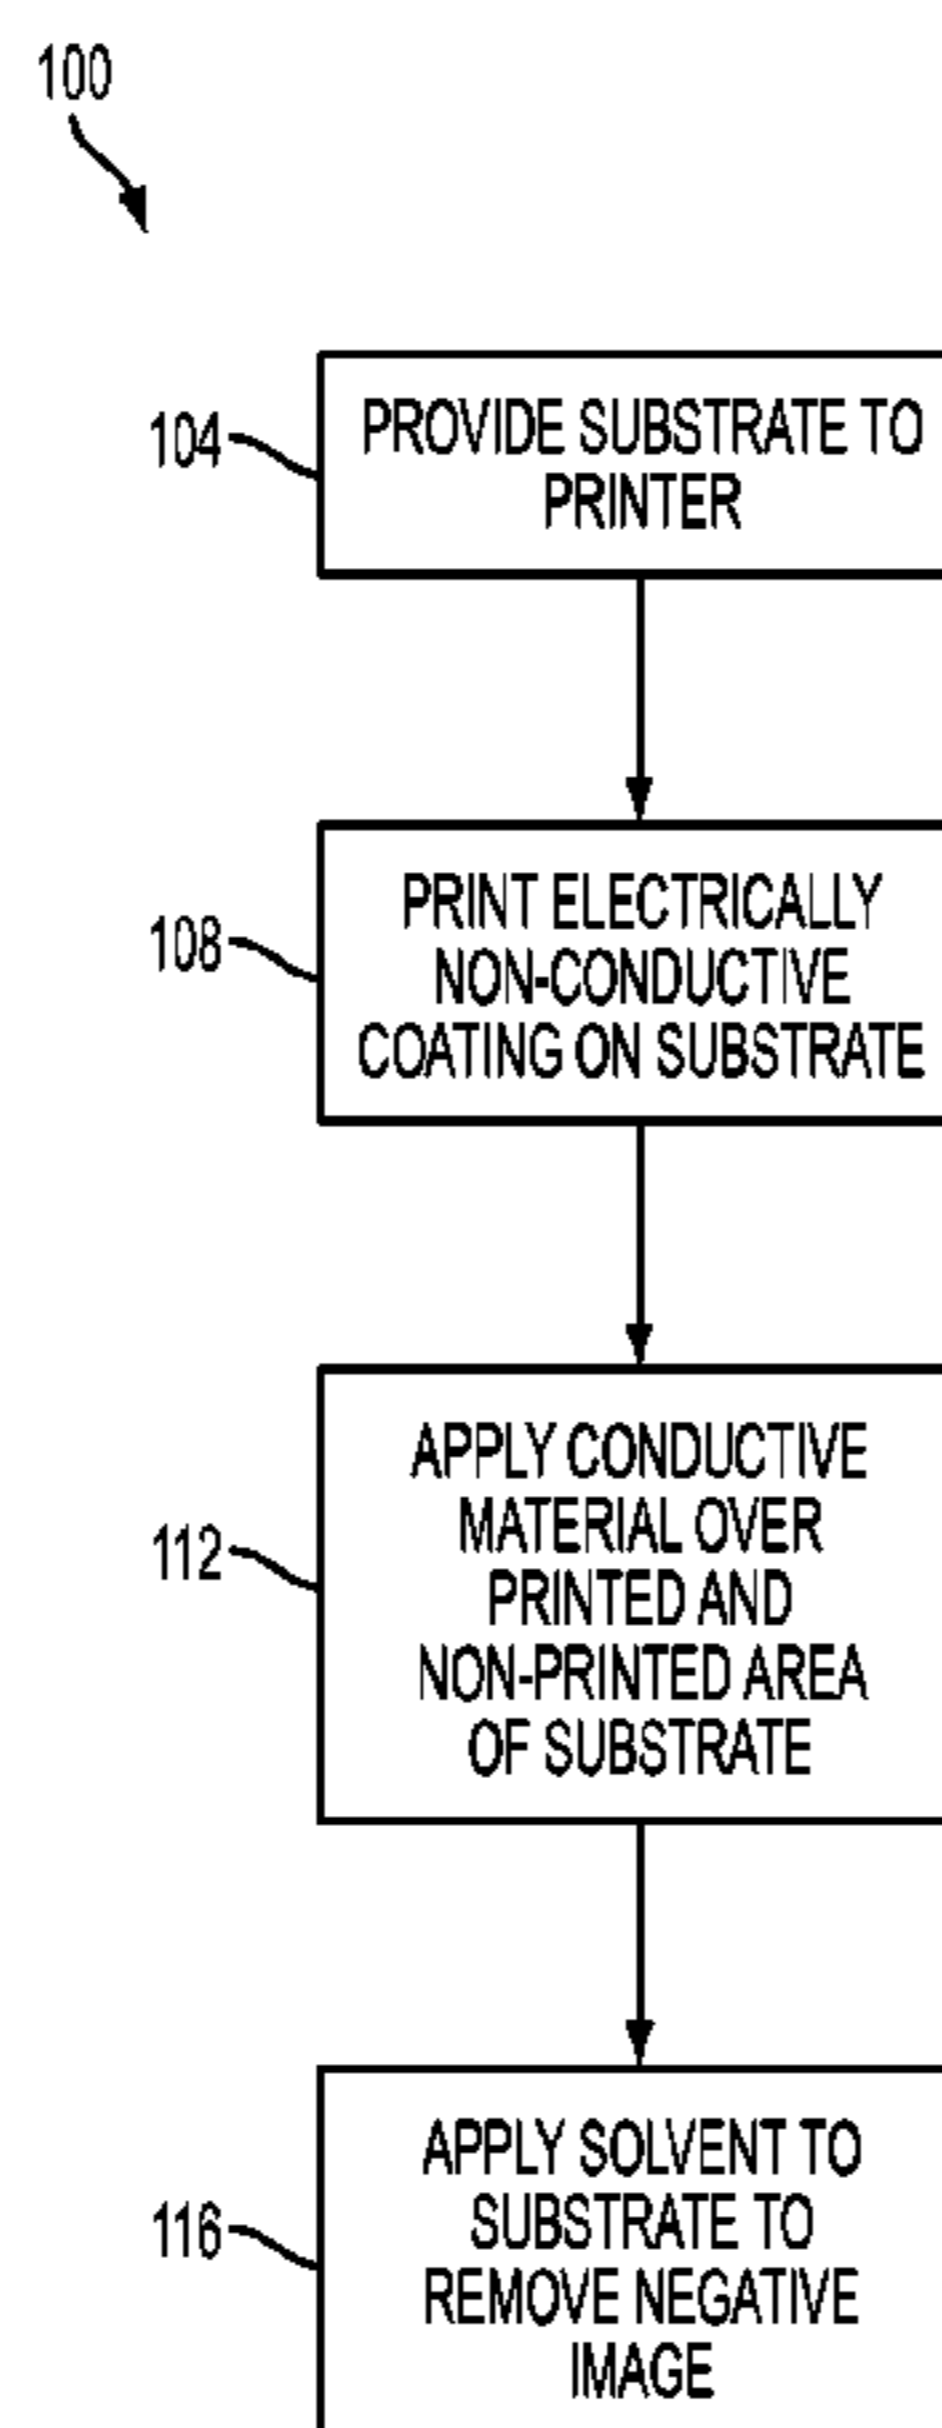 100
104
PROVIDE SUBSTRATE TO
PRINTER
108
PRINT ELECTRICALLY
NON-CONDUCTIVE
COATING ON SUBSTRATE
112
APPLY CONDUCTIVE
MATERIAL OVER
PRINTED AND
NON-PRINTED AREA
OF SUBSTRATE
116
APPLY SOLVENT TO
SUBSTRATE TO
REMOVE NEGATIVE
IMAGE